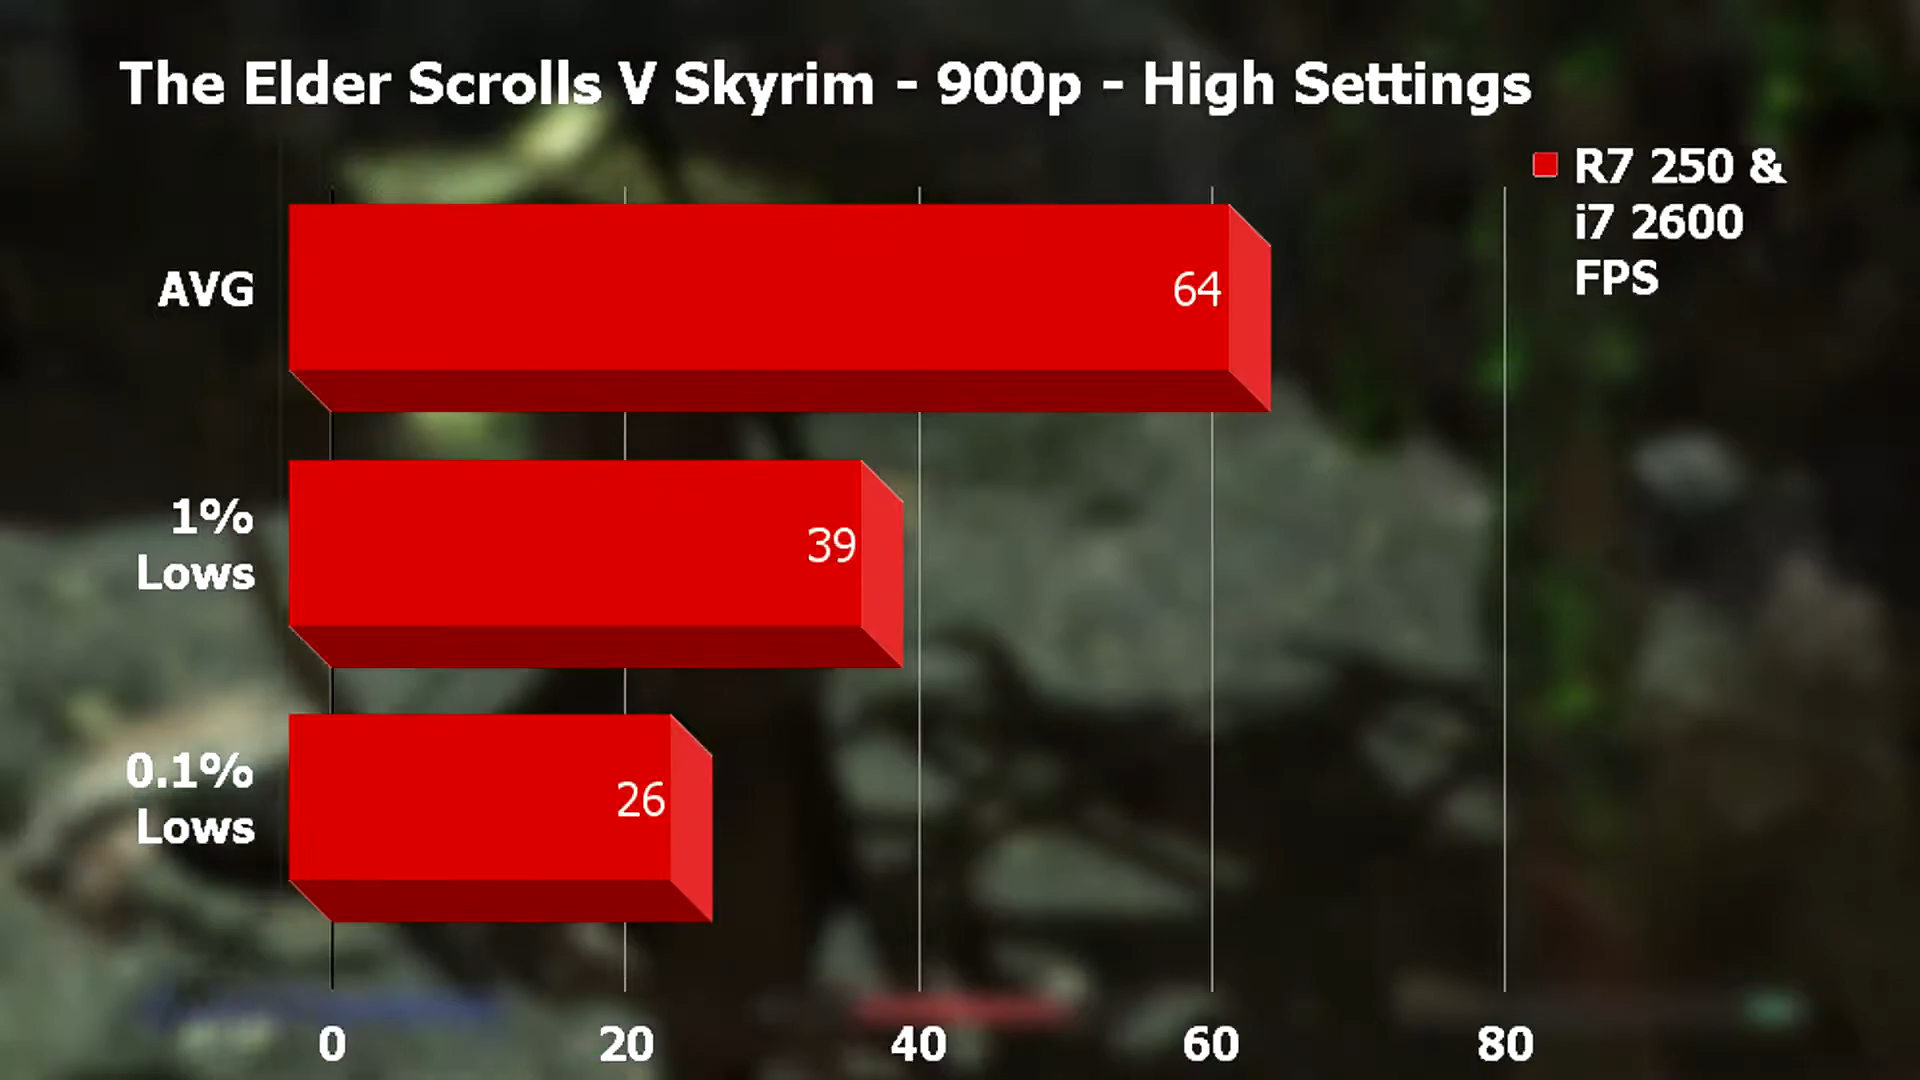 The Elder Scrolls V Skyrim - 900p - High Settings
R7 250 &
i7 2600
FPS
AVG
64
1%
Lows
39
0.1%
Lows
26
0 20 40 60 80